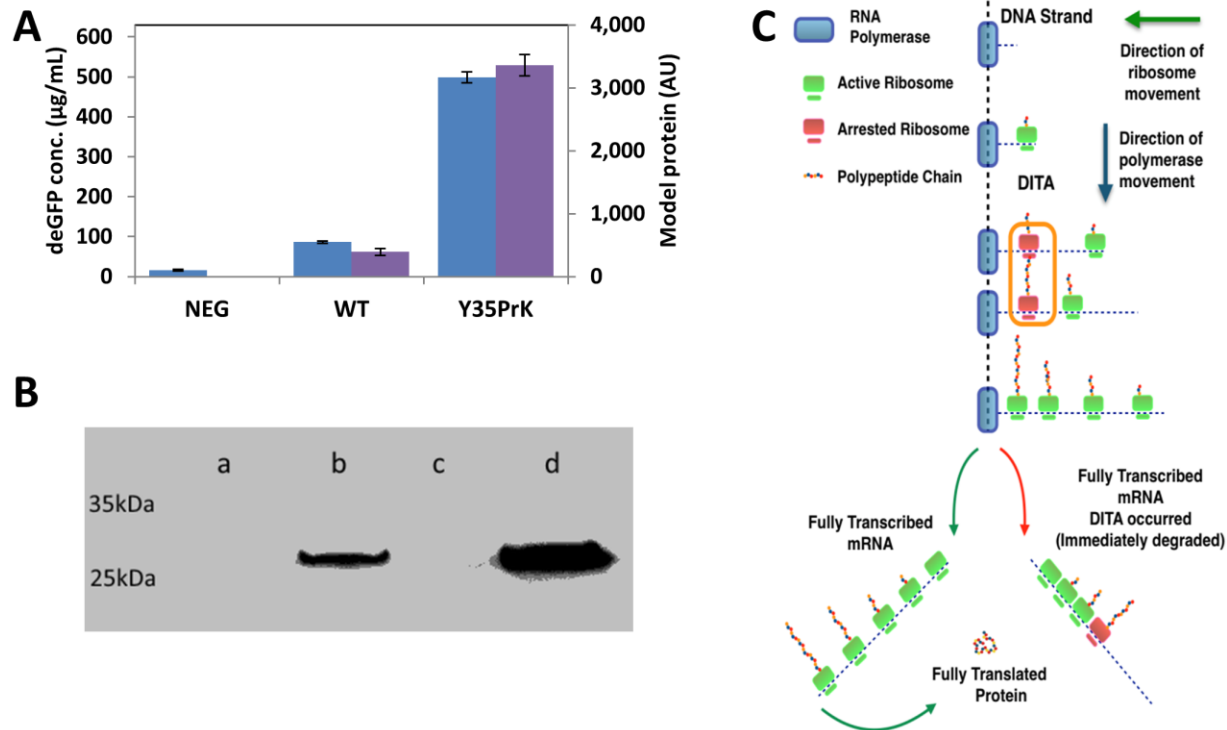 A
deGFP conc. (µg/mL)
600
500
400
300
200
100
0
4,000
3,000
2,000
1,000
0
Model protein (AU)
NEG
WT
Y35PrK
B
a
b
c
d
35kDa
25kDa
C
RNA
Polymerase
Active Ribosome
Arrested Ribosome
Polypeptide Chain
DNA Strand
Direction of
ribosome
movement
Direction of
polymerase
movement
DITA
Fully Transcribed
mRNA
Fully Transcribed
mRNA
DITA occurred
(Immediately degraded)
Fully Translated
Protein